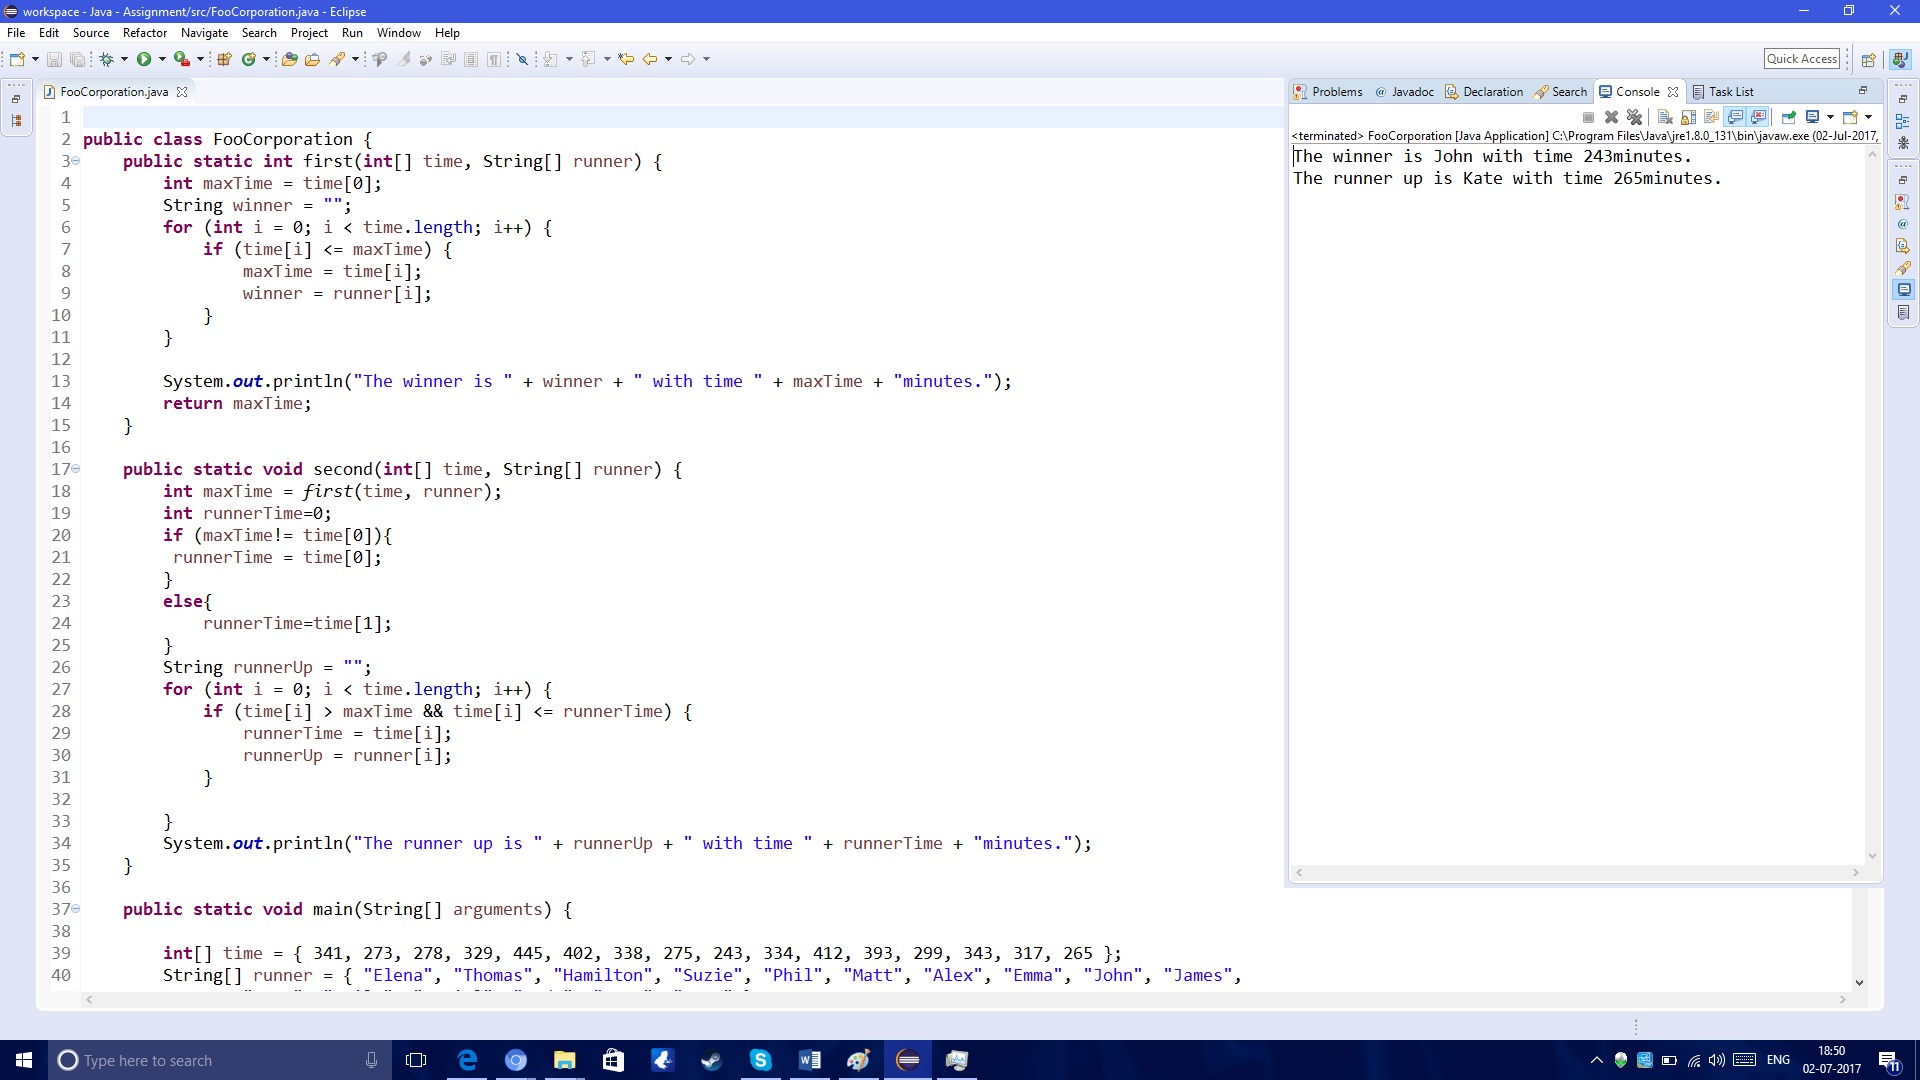 workspace - Java - Assignment/src/FooCorporation.java - Eclipse
File Edit Source Refactor Navigate Search Project Run Window Help
Quick Access
FooCorporation.java
1
2 public class FooCorporation {
3 public static int first(int[] time, String[] runner) {
4 int maxTime = time[0];
5 String winner = "";
6 for (int i = 0; i < time.length; i++) {
7 if (time[i] <= maxTime) {
8 maxTime = time[i];
9 winner = runner[i];
10 }
11 }
12
13 System.out.println("The winner is " + winner + " with time " + maxTime + "minutes.");
14 return maxTime;
15 }
16
17 public static void second(int[] time, String[] runner) {
18 int maxTime = first(time, runner);
19 int runnerTime=0;
20 if (maxTime!= time[0]){
21 runnerTime = time[0];
22 }
23 else{
24 runnerTime=time[1];
25 }
26 String runnerUp = "";
27 for (int i = 0; i < time.length; i++) {
28 if (time[i] > maxTime && time[i] <= runnerTime) {
29 runnerTime = time[i];
30 runnerUp = runner[i];
31 }
32
33 }
34 System.out.println("The runner up is " + runnerUp + " with time " + runnerTime + "minutes.");
35 }
36
37 public static void main(String[] arguments) {
38
39 int[] time = { 341, 273, 278, 329, 445, 402, 338, 275, 243, 334, 412, 393, 299, 343, 317, 265 };
40 String[] runner = { "Elena", "Thomas", "Hamilton", "Suzie", "Phil", "Matt", "Alex", "Emma", "John", "James",
Problems Javadoc Declaration Search Console Task List
<terminated> FooCorporation [Java Application] C:\Program Files\Java\jre1.8.0_131\bin\javaw.exe (02-Jul-2017,
The winner is John with time 243minutes.
The runner up is Kate with time 265minutes.
Type here to search
ENG
18:50
02-07-2017
11